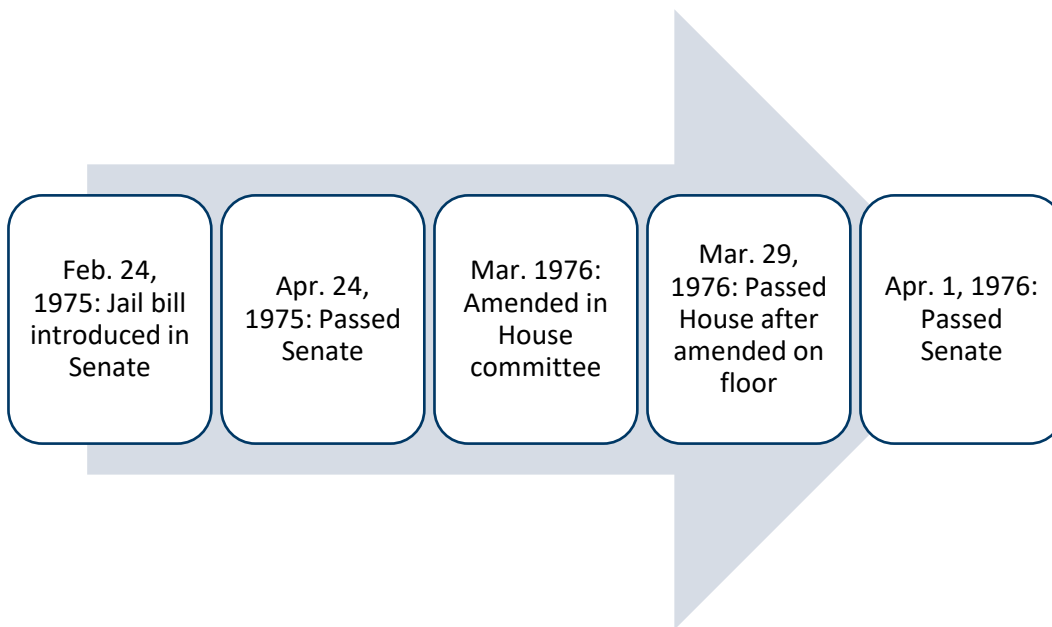 Feb. 24,
1975: Jail bill
introduced in
Senate
Apr. 24,
1975: Passed
Senate
Mar. 1976:
Amended in
House
committee
Mar. 29,
1976: Passed
House after
amended on
floor
Apr. 1, 1976:
Passed
Senate